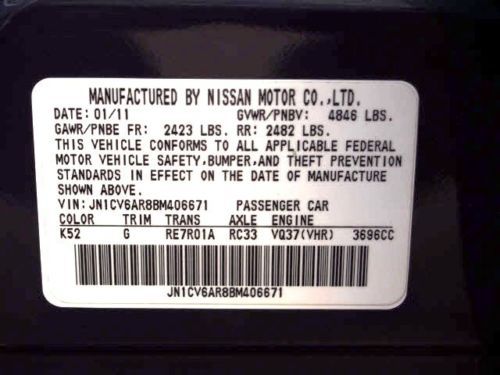 MANUFACTURED BY NISSAN MOTOR CO.,LTD.
DATE: 01/11 GVWR/PNBV: 4846 LBS.
GAWR/PNBE FR: 2423 LBS. RR: 2482 LBS.
THIS VEHICLE CONFORMS TO ALL APPLICABLE FEDERAL
MOTOR VEHICLE SAFETY,BUMPER,AND THEFT PREVENTION
STANDARDS IN EFFECT ON THE DATE OF MANUFACTURE
SHOWN ABOVE.
VIN:JN1CV6AR8BM406671 PASSENGER CAR
COLOR TRIM TRANS AXLE ENGINE
K52 G RE7R01A RC33 VQ37(VHR) 3696CC
JN1CV6AR8BM406671